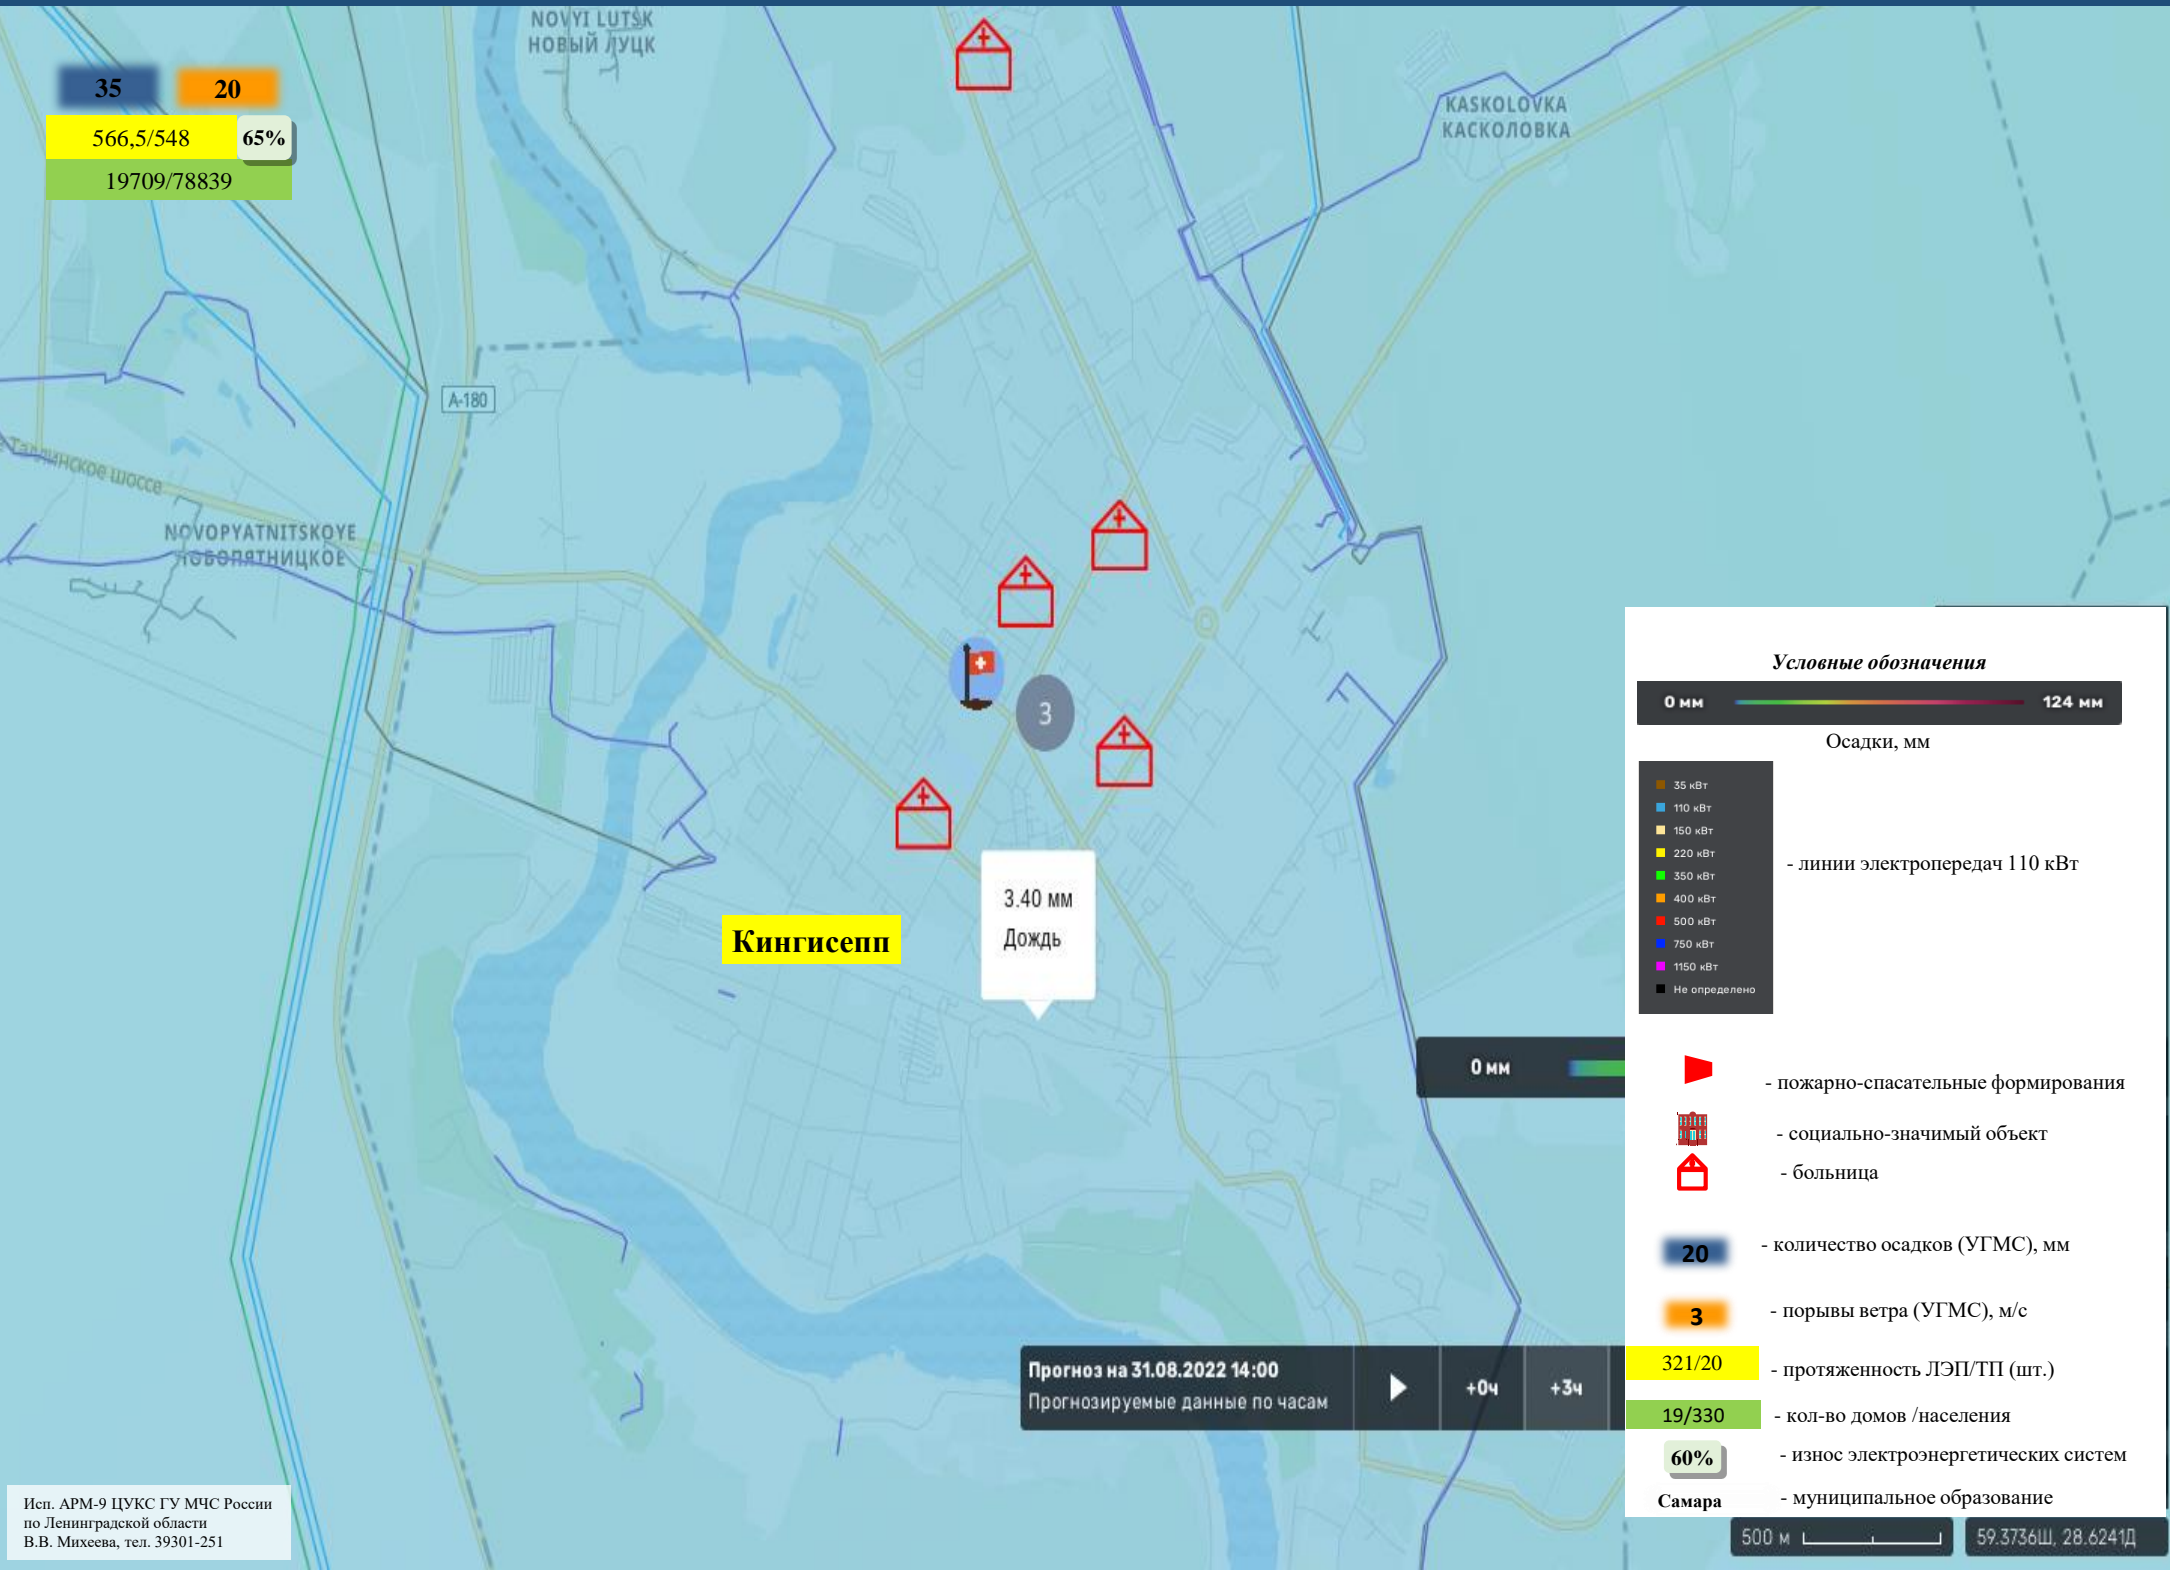 NOVYI LUTSK
НОВЫЙ ЛУЦК
35
20
566,5/548
65%
19709/78839
KASKOLOVKA
КАСКОЛОВКА
A-180
Таллинское шоссе
NOVOPYATNITSKOYE
НОВОПЯТНИЦКОЕ
3
3.40 мм
Дождь
Кингисепп
0 мм
Прогноз на 31.08.2022 14:00
Прогнозируемые данные по часам
+0ч
+3ч
Условные обозначения
0 мм
124 мм
Осадки, мм
35 кВт
110 кВт
150 кВт
220 кВт
350 кВт
400 кВт
500 кВт
750 кВт
1150 кВт
Не определено
- линии электропередач 110 кВт
- пожарно-спасательные формирования
- социально-значимый объект
- больница
20
- количество осадков (УГМС), мм
3
- порывы ветра (УГМС), м/с
321/20
- протяженность ЛЭП/ТП (шт.)
19/330
- кол-во домов /населения
60%
- износ электроэнергетических систем
Самара
- муниципальное образование
500 м
59.3736Ш, 28.6241Д
Исп. АРМ-9 ЦУКС ГУ МЧС России
по Ленинградской области
В.В. Михеева, тел. 39301-251